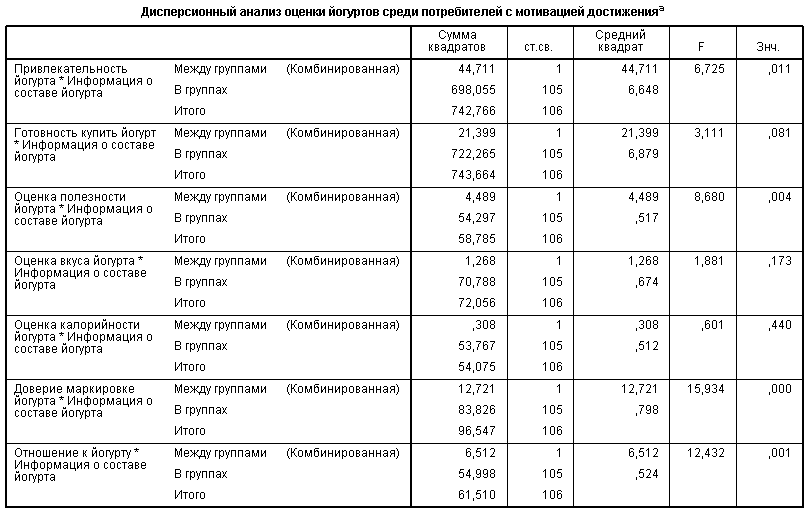 Дисперсионный анализ оценки йогуртов среди потребителей с мотивацией достижения a
Сумма квадратов ст.св. Средний квадрат F Знч.
Привлекательность йогурта * Информация о составе йогурта Между группами (Комбинированная) 44,711 1 44,711 6,725 ,011
В группах 698,055 105 6,648
Итого 742,766 106
Готовность купить йогурт * Информация о составе йогурта Между группами (Комбинированная) 21,399 1 21,399 3,111 ,081
В группах 722,265 105 6,879
Итого 743,664 106
Оценка полезности йогурта * Информация о составе йогурта Между группами (Комбинированная) 4,489 1 4,489 8,680 ,004
В группах 54,297 105 ,517
Итого 58,785 106
Оценка вкуса йогурта * Информация о составе йогурта Между группами (Комбинированная) 1,268 1 1,268 1,881 ,173
В группах 70,788 105 ,674
Итого 72,056 106
Оценка калорийности йогурта * Информация о составе йогурта Между группами (Комбинированная) ,308 1 ,308 ,601 ,440
В группах 53,767 105 ,512
Итого 54,075 106
Доверие маркировке йогурта * Информация о составе йогурта Между группами (Комбинированная) 12,721 1 12,721 15,934 ,000
В группах 83,826 105 ,798
Итого 96,547 106
Отношение к йогурту * Информация о составе йогурта Между группами (Комбинированная) 6,512 1 6,512 12,432 ,001
В группах 54,998 105 ,524
Итого 61,510 106